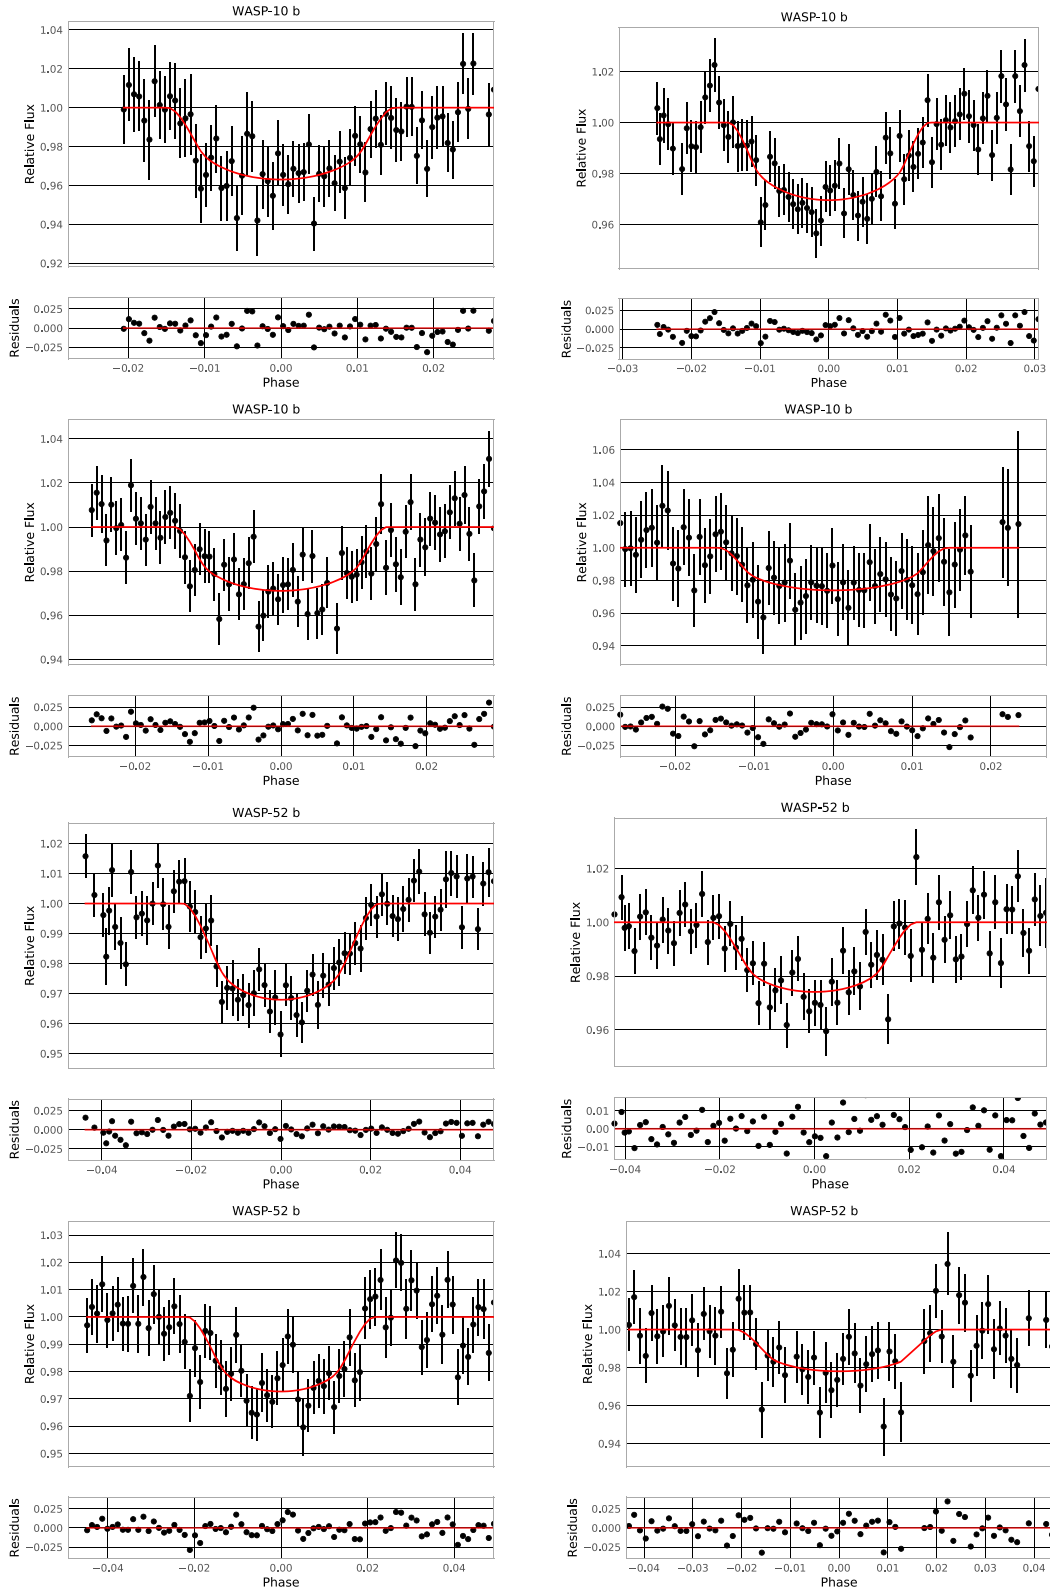 WASP-10 b
1.04
1.02
1.00
0.98
0.96
0.94
0.92
Relative Flux
0.025
0.000
−0.025
Residuals
−0.02 −0.01 0.00 0.01 0.02
Phase
WASP-10 b
1.02
1.00
0.98
0.96
Relative Flux
0.025
0.000
−0.025
Residuals
−0.03 −0.02 −0.01 0.00 0.01 0.02 0.03
Phase
WASP-10 b
1.04
1.02
1.00
0.98
0.96
0.94
Relative Flux
0.025
0.000
−0.025
Residuals
−0.02 −0.01 0.00 0.01 0.02
Phase
WASP-10 b
1.06
1.04
1.02
1.00
0.98
0.96
0.94
Relative Flux
0.025
0.000
−0.025
Residuals
−0.02 −0.01 0.00 0.01 0.02
Phase
WASP-52 b
1.02
1.01
1.00
0.99
0.98
0.97
0.96
0.95
Relative Flux
0.025
0.000
−0.025
Residuals
−0.04 −0.02 0.00 0.02 0.04
Phase
WASP-52 b
1.02
1.00
0.98
0.96
Relative Flux
0.01
0.00
−0.01
Residuals
−0.04 −0.02 0.00 0.02 0.04
Phase
WASP-52 b
1.03
1.02
1.01
1.00
0.99
0.98
0.97
0.96
0.95
Relative Flux
0.025
0.000
−0.025
Residuals
−0.04 −0.02 0.00 0.02 0.04
Phase
WASP-52 b
1.04
1.02
1.00
0.98
0.96
0.94
Relative Flux
0.025
0.000
−0.025
Residuals
−0.04 −0.03 −0.02 −0.01 0.00 0.01 0.02 0.03 0.04
Phase